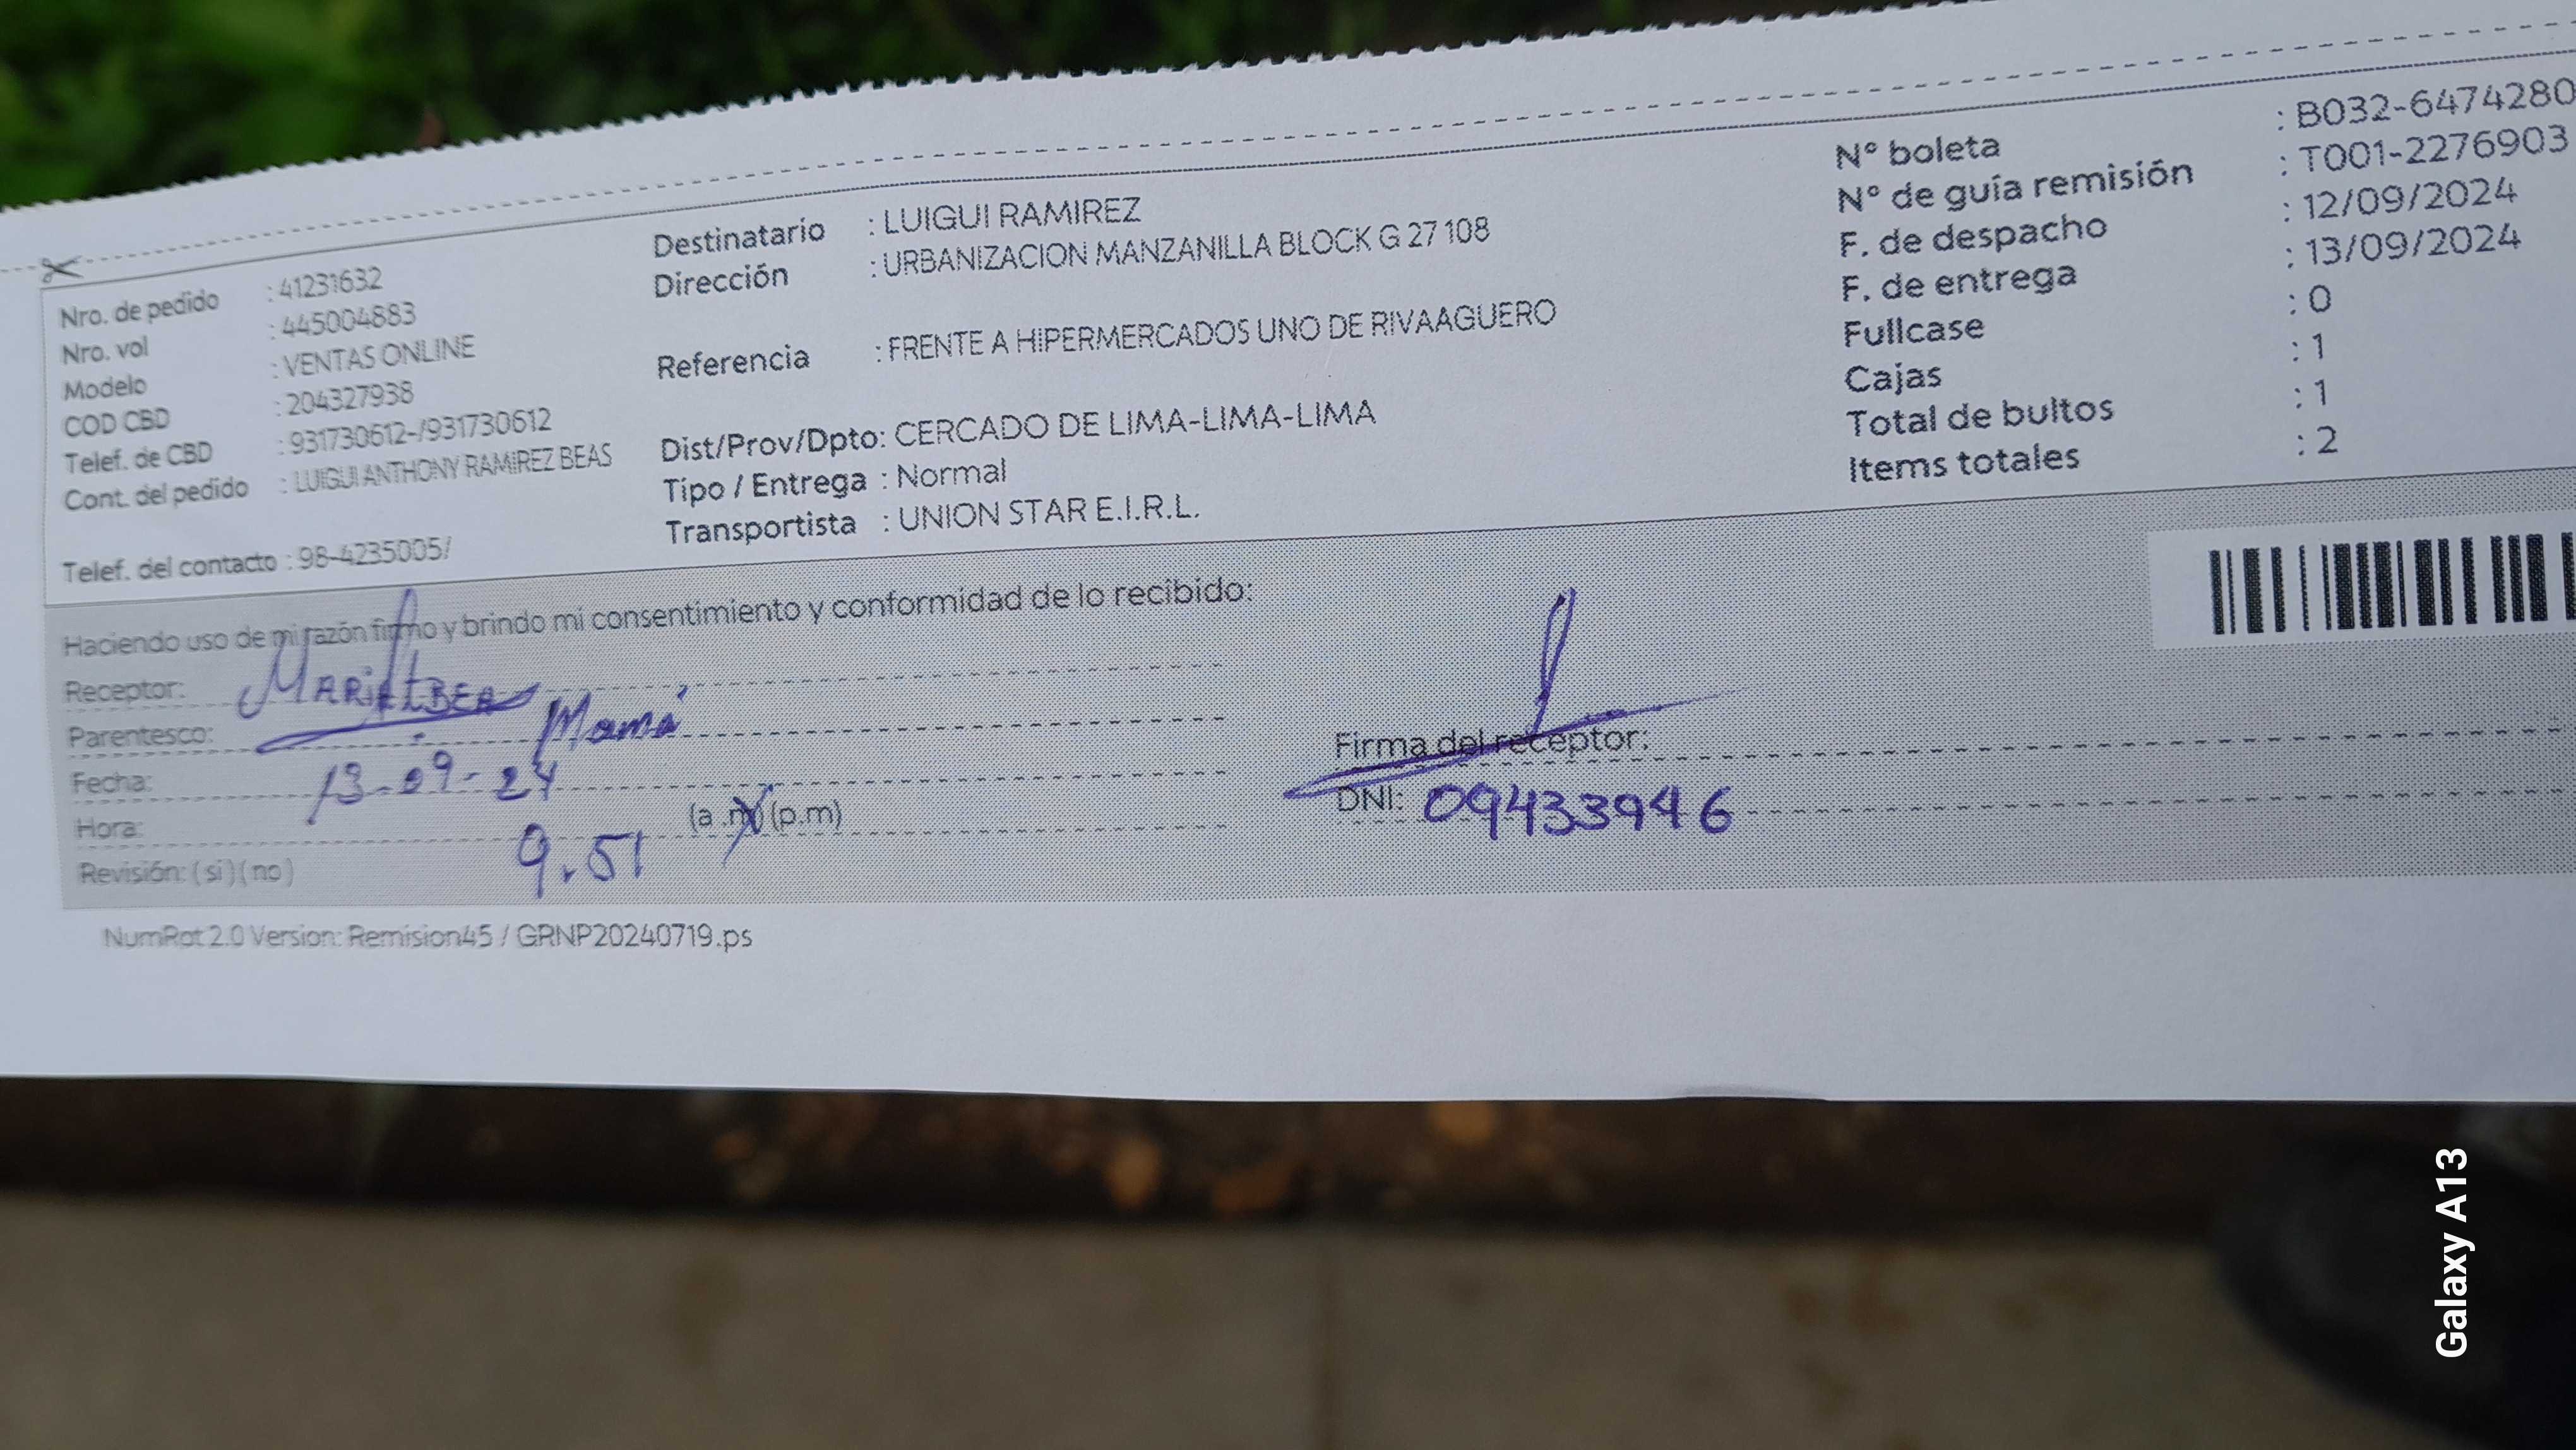 Nro. de pedido : 41231632
Nro. vol : 445004883
Modelo : VENTAS ONLINE
COD CBD : 204327938
Telef. de CBD : 931730612-/931730612
Cont. del pedido : LUIGUI ANTHONY RAMIREZ BEAS
Telef. del contacto : 98-4235005/
Destinatario : LUIGUI RAMIREZ
Dirección : URBANIZACION MANZANILLA BLOCK G 27 108
Referencia : FRENTE A HIPERMERCADOS UNO DE RIVAAGUERO
Dist/Prov/Dpto: CERCADO DE LIMA-LIMA-LIMA
Tipo / Entrega : Normal
Transportista : UNION STAR E.I.R.L.
N° boleta : B032-6474280
N° de guía remisión : T001-2276903
F. de despacho : 12/09/2024
F. de entrega : 13/09/2024
Fullcase : 0
Cajas : 1
Total de bultos : 1
Items totales : 2
Haciendo uso de mi razón firmo y brindo mi consentimiento y conformidad de lo recibido:
Receptor:
Parentesco: Mamá
Fecha: 13-09-24
Hora: 9.51 (a.m) (p.m)
Revisión: (si) (no)
Firma del receptor:
DNI: 09433946
NumRot 2.0 Version: Remision45 / GRNP20240719.ps
Galaxy A13